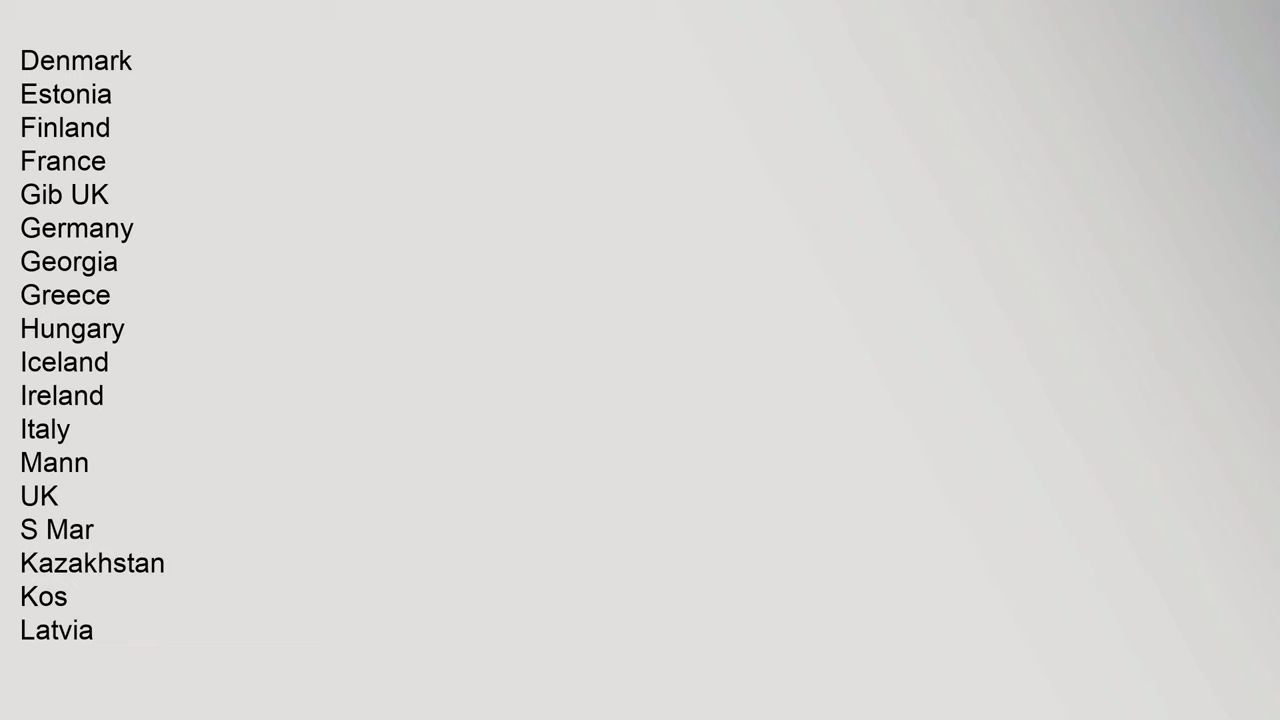 Denmark
Estonia
Finland
France
Gib UK
Germany
Georgia
Greece
Hungary
Iceland
Ireland
Italy
Mann
UK
S Mar
Kazakhstan
Kos
Latvia